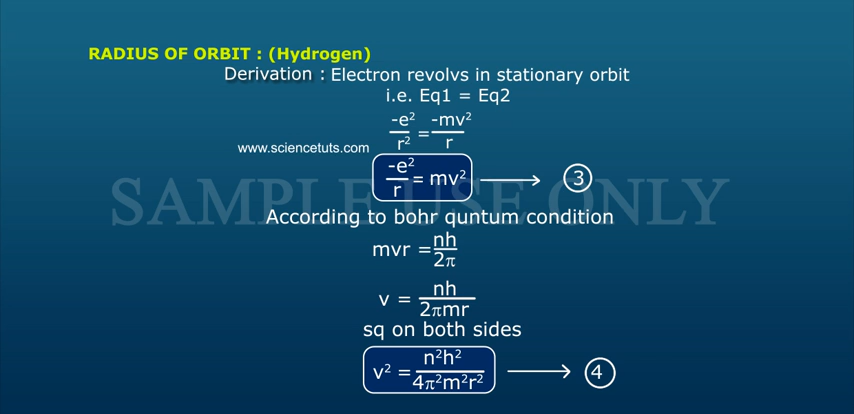 RADIUS OF ORBIT : (Hydrogen)
Derivation : Electron revolvs in stationary orbit
i.e. Eq1 = Eq2
-e²/r² = -mv²/r
www.sciencetuts.com
-e²/r = mv² ⟶ ③
SAMPLE USE ONLY
According to bohr quntum condition
mvr = nh/2π
v = nh/2πmr
sq on both sides
v² = n²h²/4π²m²r² ⟶ ④